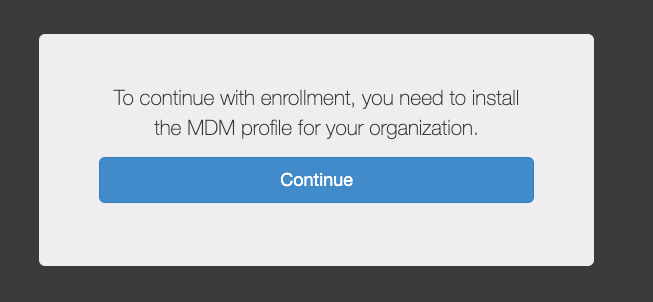 To continue with enrollment, you need to install
the MDM profile for your organization.
Continue